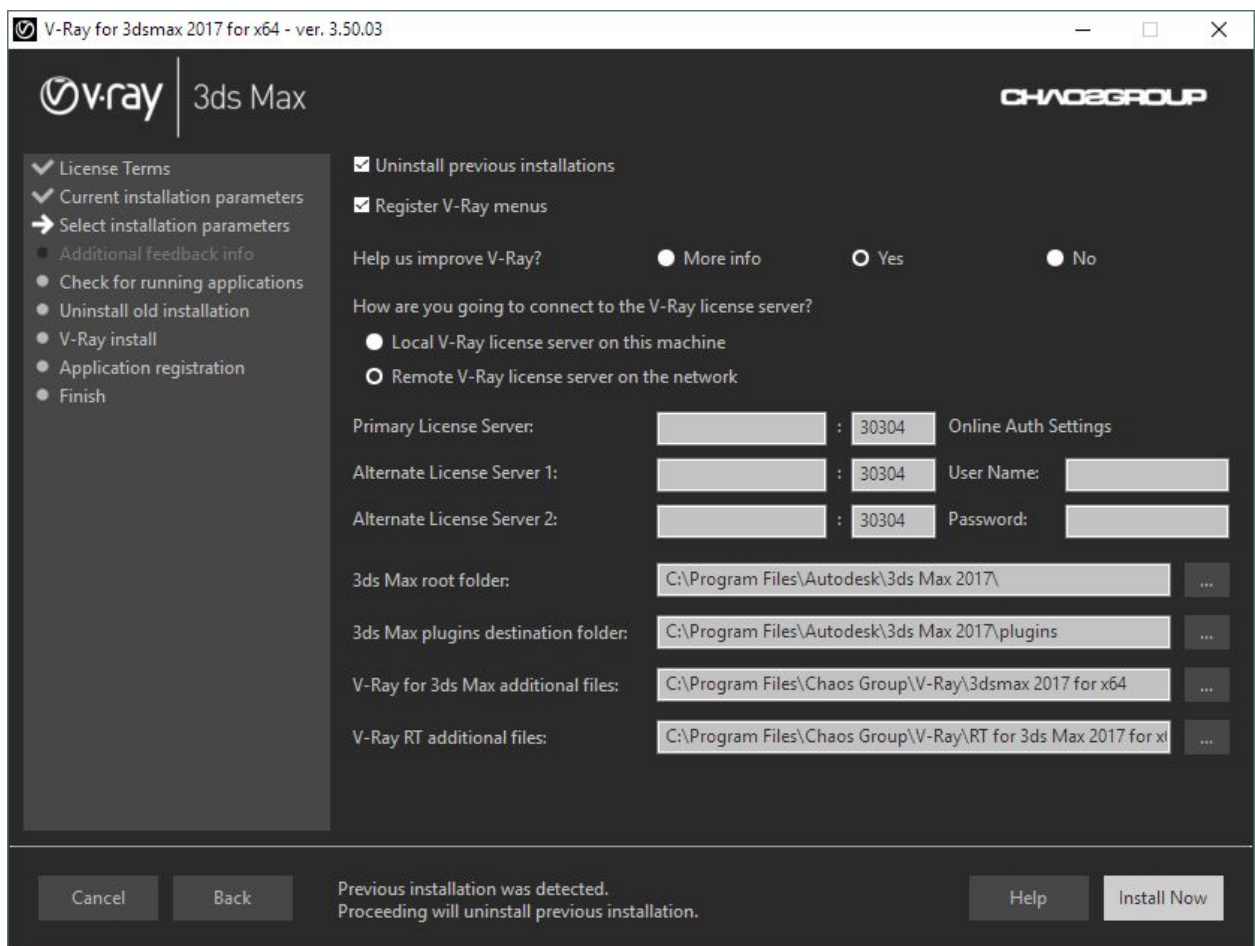 V-Ray for 3dsmax 2017 for x64 - ver. 3.50.03
v·ray 3ds Max
CHAOSGROUP
License Terms
Current installation parameters
Select installation parameters
Additional feedback info
Check for running applications
Uninstall old installation
V-Ray install
Application registration
Finish
Uninstall previous installations
Register V-Ray menus
Help us improve V-Ray? More info Yes No
How are you going to connect to the V-Ray license server?
Local V-Ray license server on this machine
Remote V-Ray license server on the network
Primary License Server: : 30304 Online Auth Settings
Alternate License Server 1: : 30304 User Name:
Alternate License Server 2: : 30304 Password:
3ds Max root folder: C:\Program Files\Autodesk\3ds Max 2017\ ...
3ds Max plugins destination folder: C:\Program Files\Autodesk\3ds Max 2017\plugins ...
V-Ray for 3ds Max additional files: C:\Program Files\Chaos Group\V-Ray\3dsmax 2017 for x64 ...
V-Ray RT additional files: C:\Program Files\Chaos Group\V-Ray\RT for 3ds Max 2017 for x6 ...
Cancel Back
Previous installation was detected.
Proceeding will uninstall previous installation.
Help Install Now